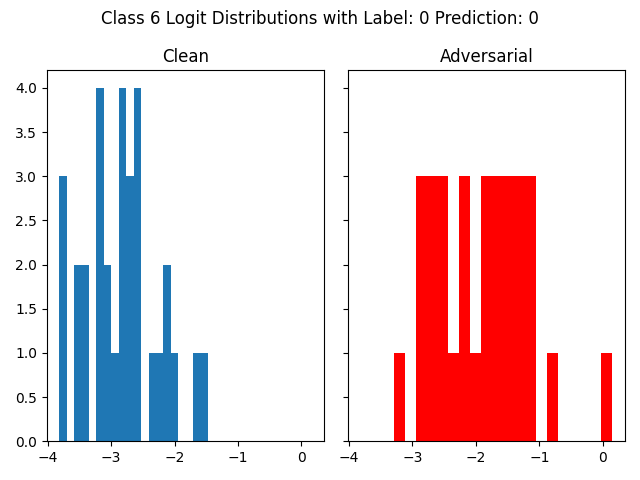 Class 6 Logit Distributions with Label: 0 Prediction: 0
Clean
Adversarial
4.0
3.5
3.0
2.5
2.0
1.5
1.0
0.5
0.0
−4 −3 −2 −1 0
−4 −3 −2 −1 0